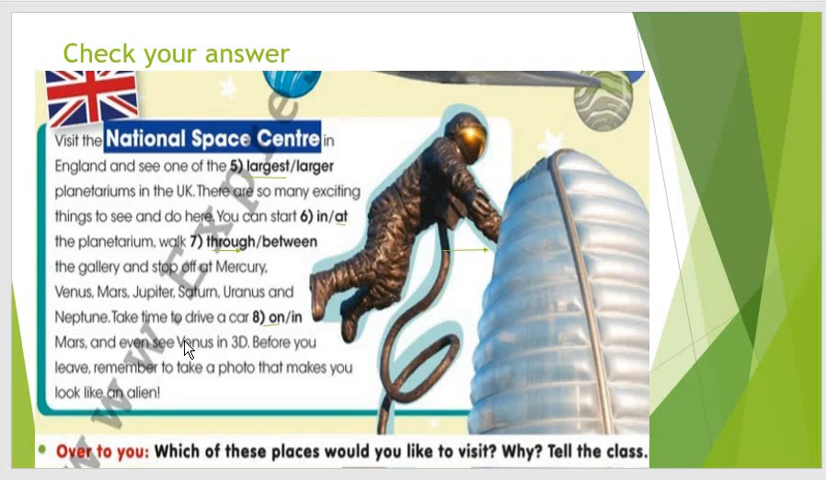 Check your answer
Visit the National Space Centre in
England and see one of the 5) largest/larger
planetariums in the UK. There are so many exciting
things to see and do here. You can start 6) in/at
the planetarium, walk 7) through/between
the gallery and stop off at Mercury,
Venus, Mars, Jupiter, Saturn, Uranus and
Neptune. Take time to drive a car 8) on/in
Mars, and even see Venus in 3D. Before you
leave, remember to take a photo that makes you
look like an alien!
• Over to you: Which of these places would you like to visit? Why? Tell the class.